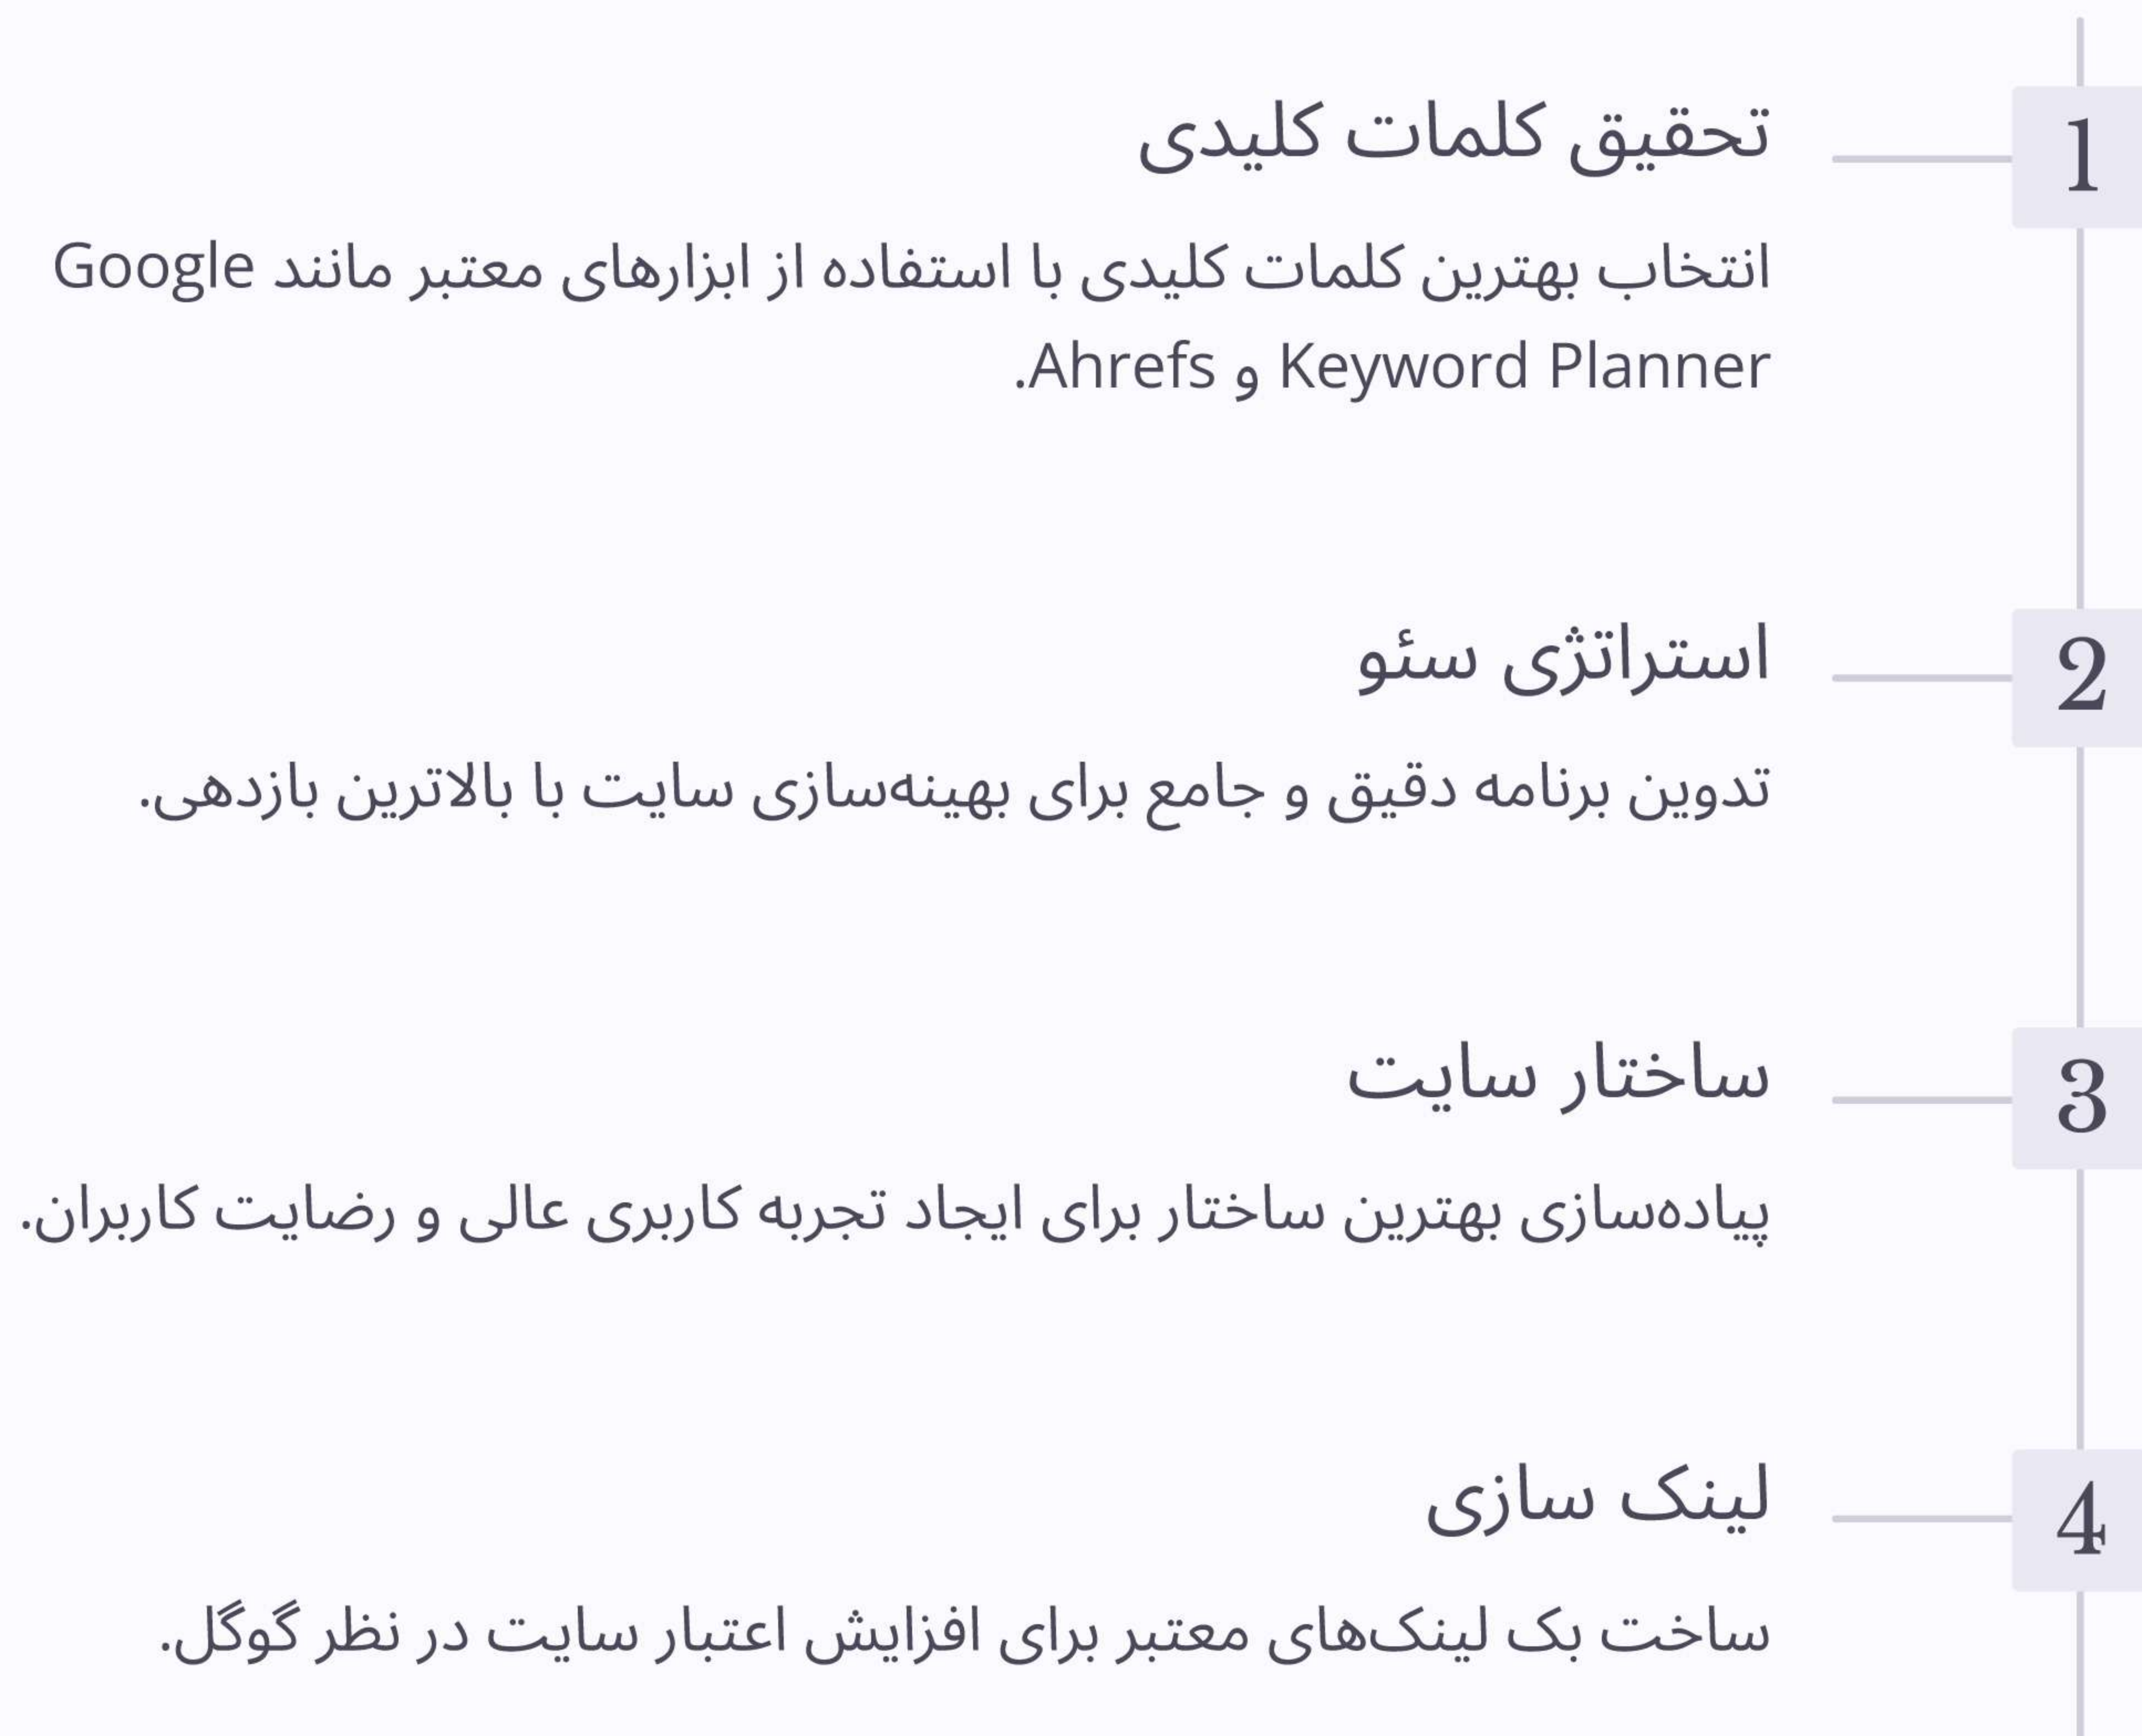 1
تحقیق کلمات کلیدی
انتخاب بهترین کلمات کلیدی با استفاده از ابزارهای معتبر مانند Google
Keyword Planner و Ahrefs.
2
استراتژی سئو
تدوین برنامه دقیق و جامع برای بهینه‌سازی سایت با بالاترین بازدهی.
3
ساختار سایت
پیاده‌سازی بهترین ساختار برای ایجاد تجربه کاربری عالی و رضایت کاربران.
4
لینک سازی
ساخت بک لینک‌های معتبر برای افزایش اعتبار سایت در نظر گوگل.